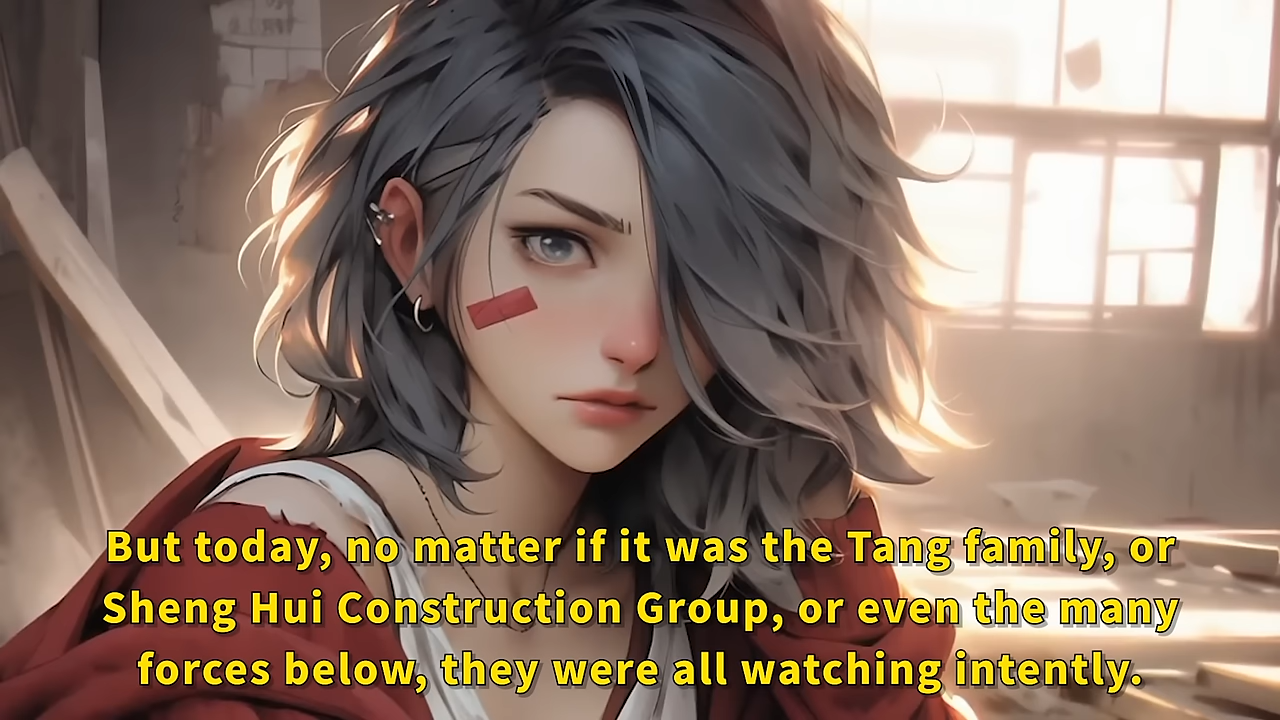 But today, no matter if it was the Tang family, or
Sheng Hui Construction Group, or even the many
forces below, they were all watching intently.